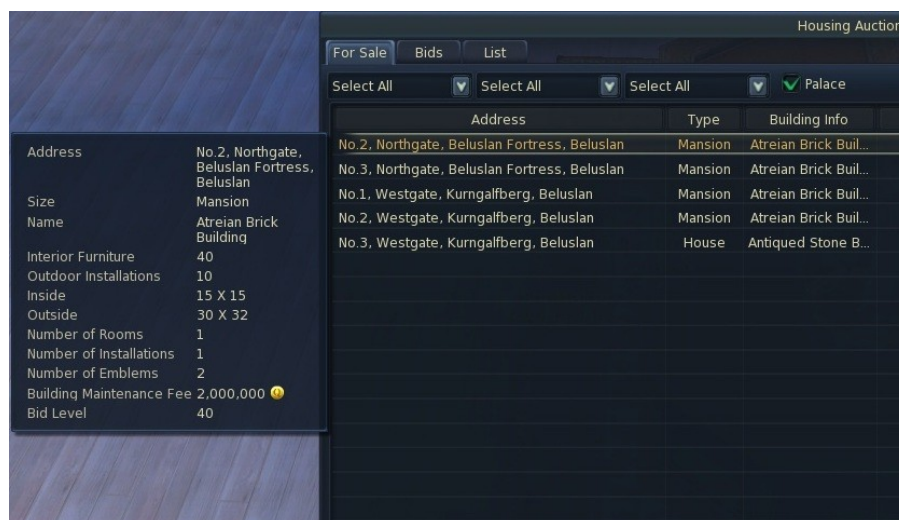 Housing Auction
For Sale Bids List
Select All Select All Select All Palace
Address Type Building Info
No.2, Northgate, Beluslan Fortress, Beluslan Mansion Atreian Brick Buil...
No.3, Northgate, Beluslan Fortress, Beluslan Mansion Atreian Brick Buil...
No.1, Westgate, Kurngalfberg, Beluslan Mansion Atreian Brick Buil...
No.2, Westgate, Kurngalfberg, Beluslan Mansion Atreian Brick Buil...
No.3, Westgate, Kurngalfberg, Beluslan House Antiqued Stone B...
Address No.2, Northgate,
Beluslan Fortress,
Beluslan
Size Mansion
Name Atreian Brick
Building
Interior Furniture 40
Outdoor Installations 10
Inside 15 X 15
Outside 30 X 32
Number of Rooms 1
Number of Installations 1
Number of Emblems 2
Building Maintenance Fee 2,000,000
Bid Level 40